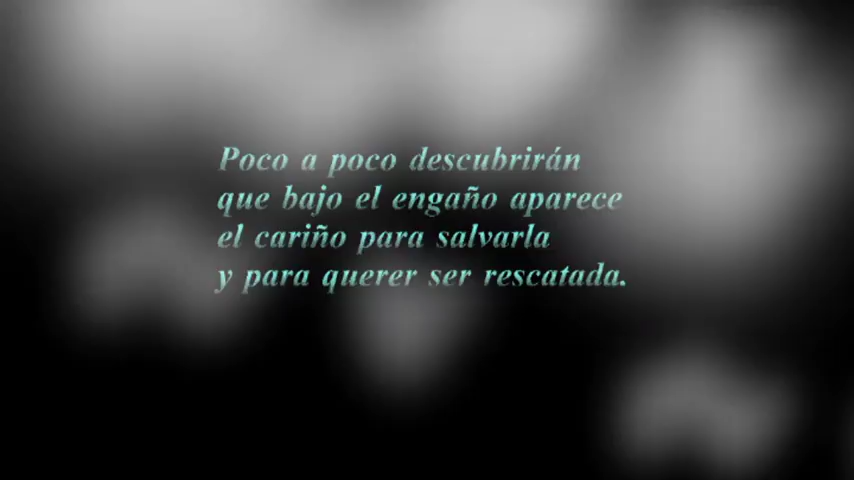 Poco a poco descubrirán
que bajo el engaño aparece
el cariño para salvarla
y para querer ser rescatada.